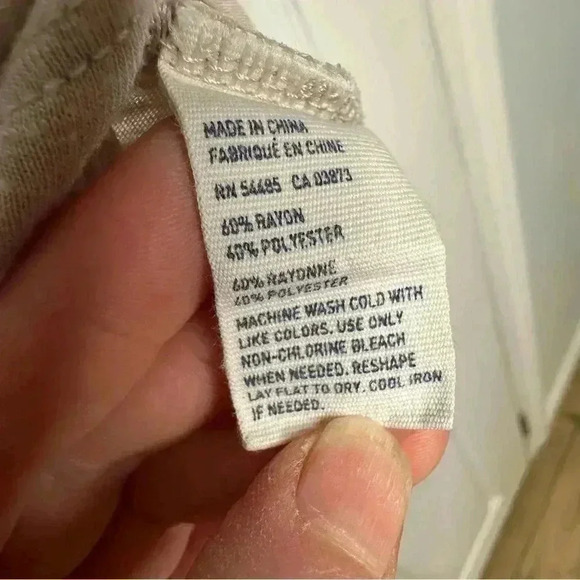 MADE IN CHINA
FABRIQUÉ EN CHINE
RN 54485 CA 03873
60% RAYON
40% POLYESTER
60% RAYONNE
40% POLYESTER
MACHINE WASH COLD WITH
LIKE COLORS. USE ONLY
NON-CHLORINE BLEACH
WHEN NEEDED. RESHAPE
LAY FLAT TO DRY. COOL IRON
IF NEEDED.